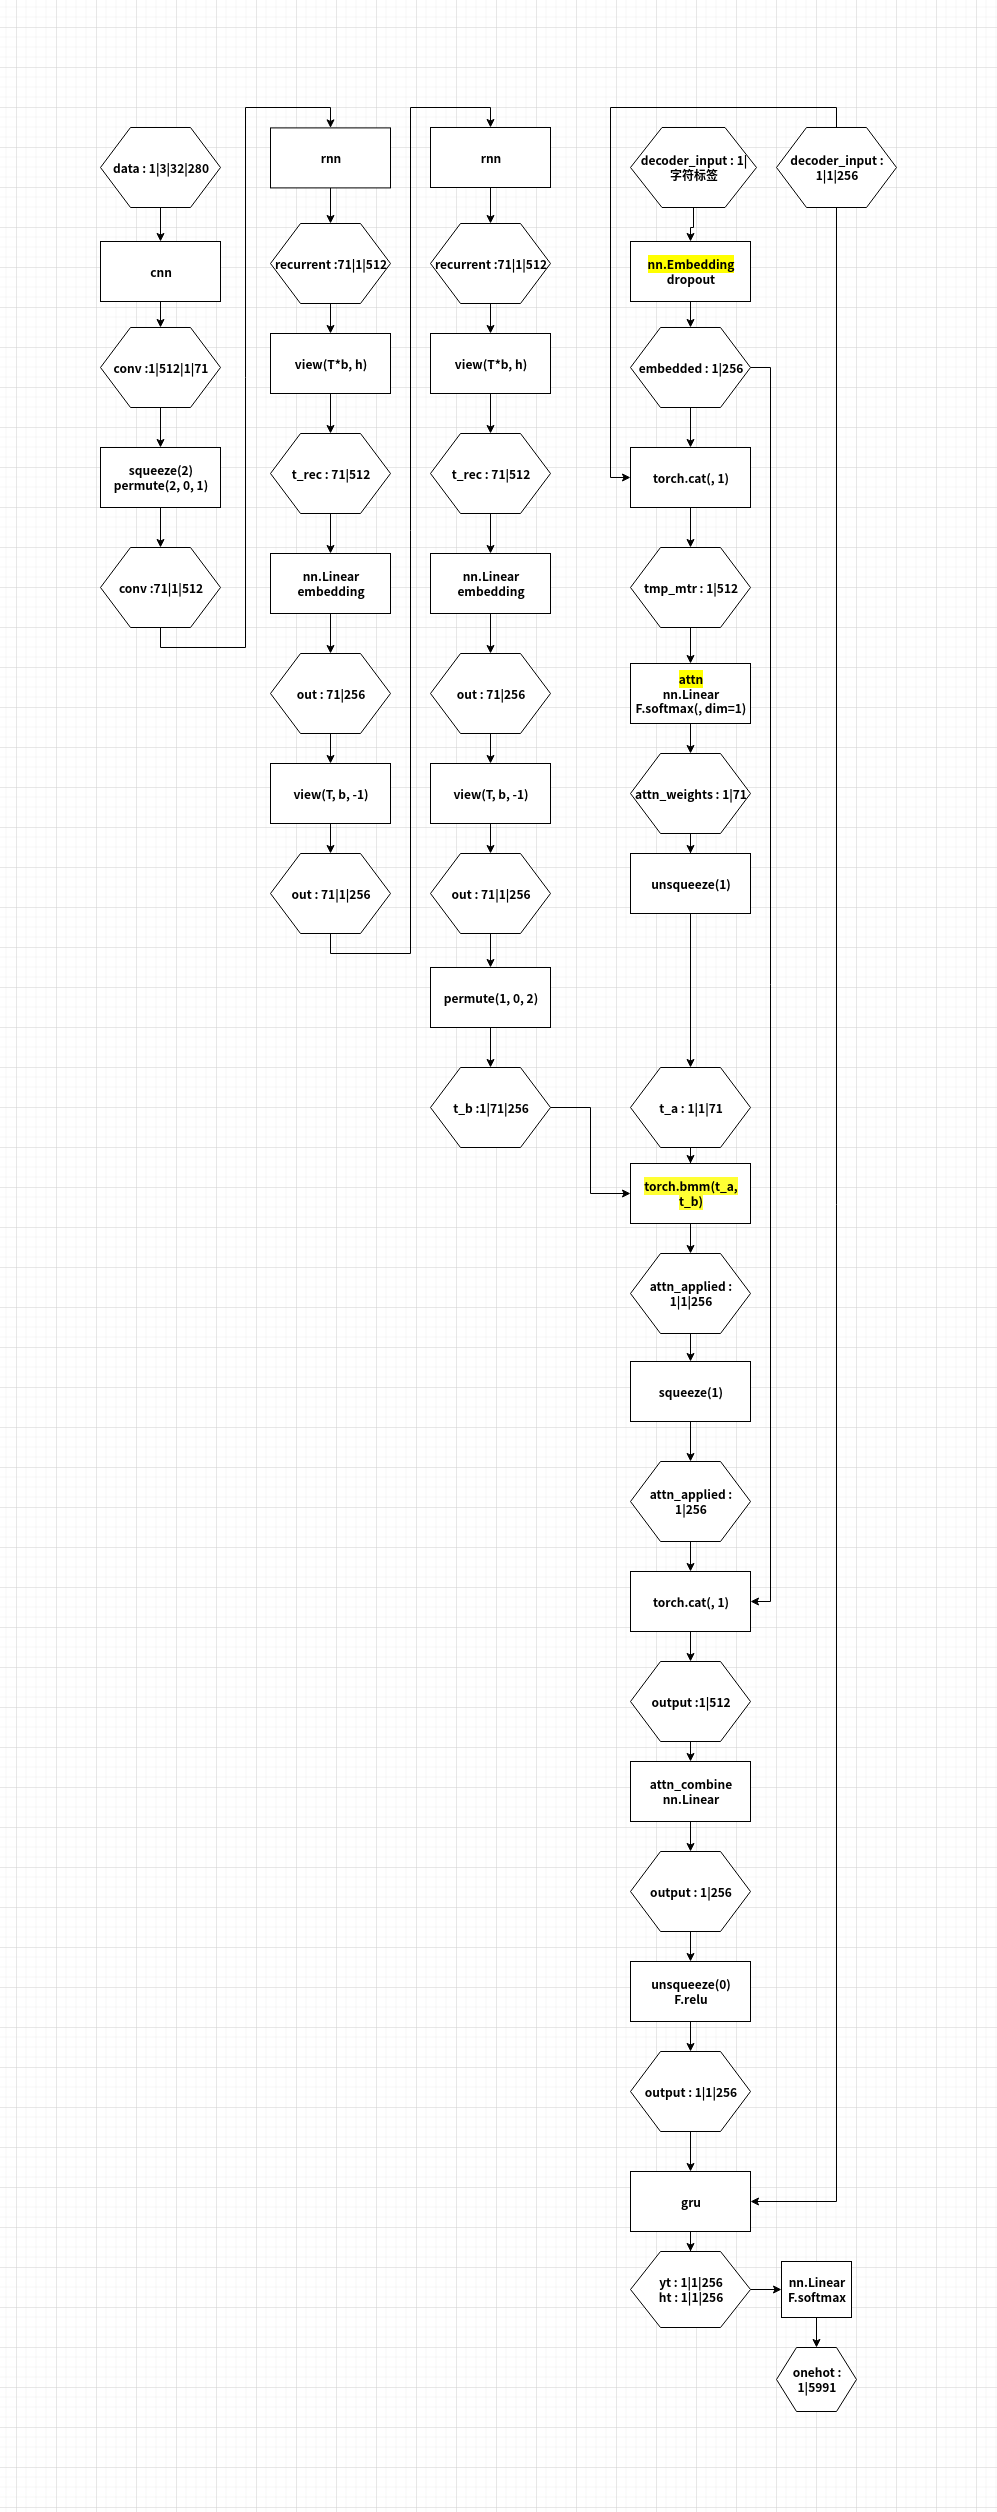 data : 1|3|32|280
cnn
conv :1|512|1|71
squeeze(2)
permute(2, 0, 1)
conv :71|1|512
rnn
recurrent :71|1|512
view(T*b, h)
t_rec : 71|512
nn.Linear
embedding
out : 71|256
view(T, b, -1)
out : 71|1|256
rnn
recurrent :71|1|512
view(T*b, h)
t_rec : 71|512
nn.Linear
embedding
out : 71|256
view(T, b, -1)
out : 71|1|256
permute(1, 0, 2)
t_b :1|71|256
decoder_input : 1|
字符标签
nn.Embedding
dropout
embedded : 1|256
torch.cat(, 1)
tmp_mtr : 1|512
attn
nn.Linear
F.softmax(, dim=1)
attn_weights : 1|71
unsqueeze(1)
t_a : 1|1|71
torch.bmm(t_a,
t_b)
attn_applied :
1|1|256
squeeze(1)
attn_applied :
1|256
torch.cat(, 1)
output :1|512
attn_combine
nn.Linear
output : 1|256
unsqueeze(0)
F.relu
output : 1|1|256
gru
yt : 1|1|256
ht : 1|1|256
decoder_input :
1|1|256
nn.Linear
F.softmax
onehot :
1|5991